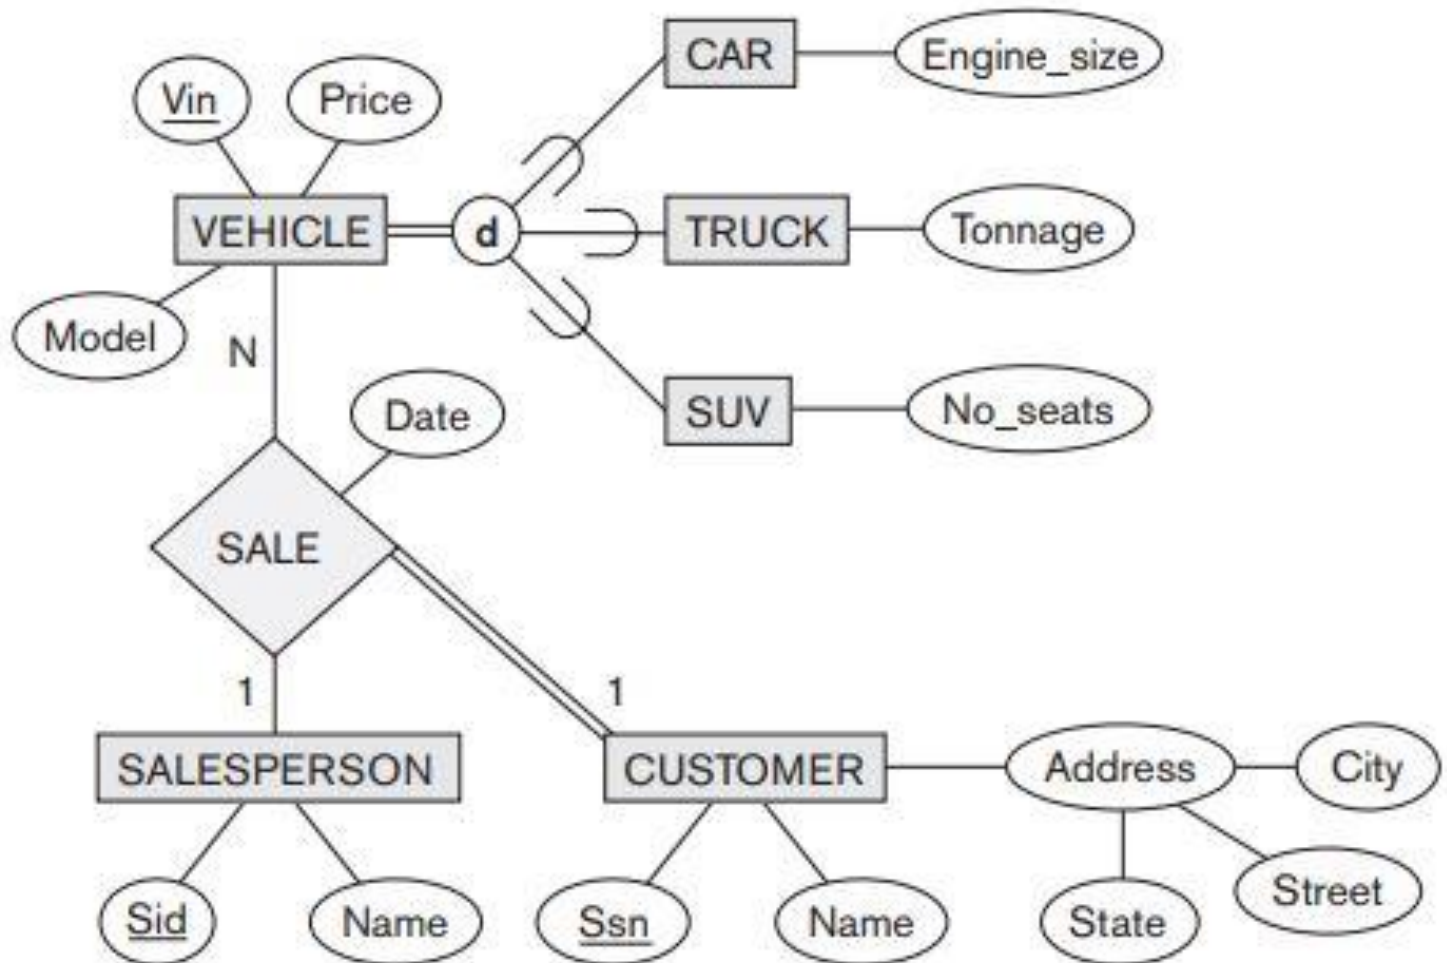 CAR
Engine_size
Vin
Price
VEHICLE
d
TRUCK
Tonnage
Model
N
Date
SUV
No_seats
SALE
1
1
SALESPERSON
CUSTOMER
Address
City
Sid
Name
Ssn
Name
State
Street